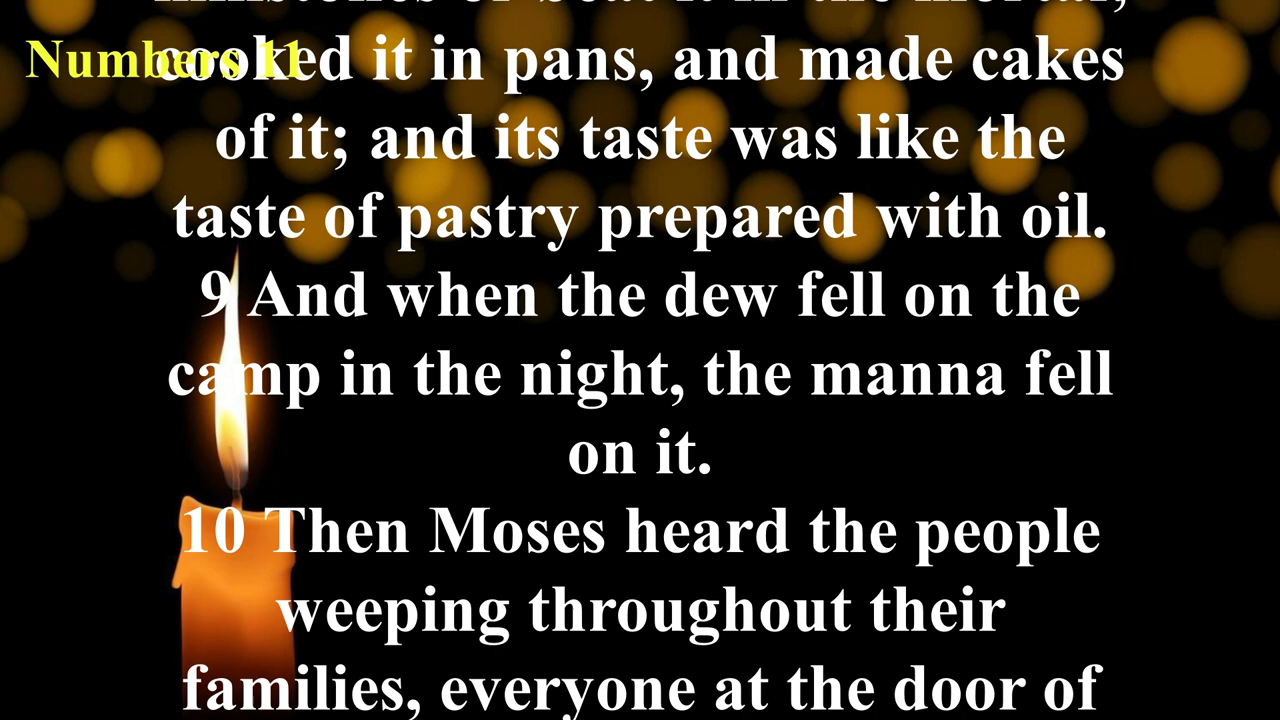 Numbers 11
cooked it in pans, and made cakes
of it; and its taste was like the
taste of pastry prepared with oil.
9 And when the dew fell on the
camp in the night, the manna fell
on it.
10 Then Moses heard the people
weeping throughout their
families, everyone at the door of